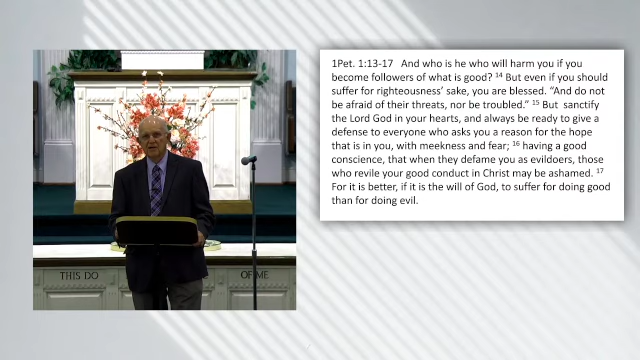 1Pet. 1:13-17 And who is he who will harm you if you
become followers of what is good? 14 But even if you should
suffer for righteousness’ sake, you are blessed. “And do not
be afraid of their threats, nor be troubled.” 15 But sanctify
the Lord God in your hearts, and always be ready to give a
defense to everyone who asks you a reason for the hope
that is in you, with meekness and fear; 16 having a good
conscience, that when they defame you as evildoers, those
who revile your good conduct in Christ may be ashamed. 17
For it is better, if it is the will of God, to suffer for doing good
than for doing evil.
THIS DO
OF ME